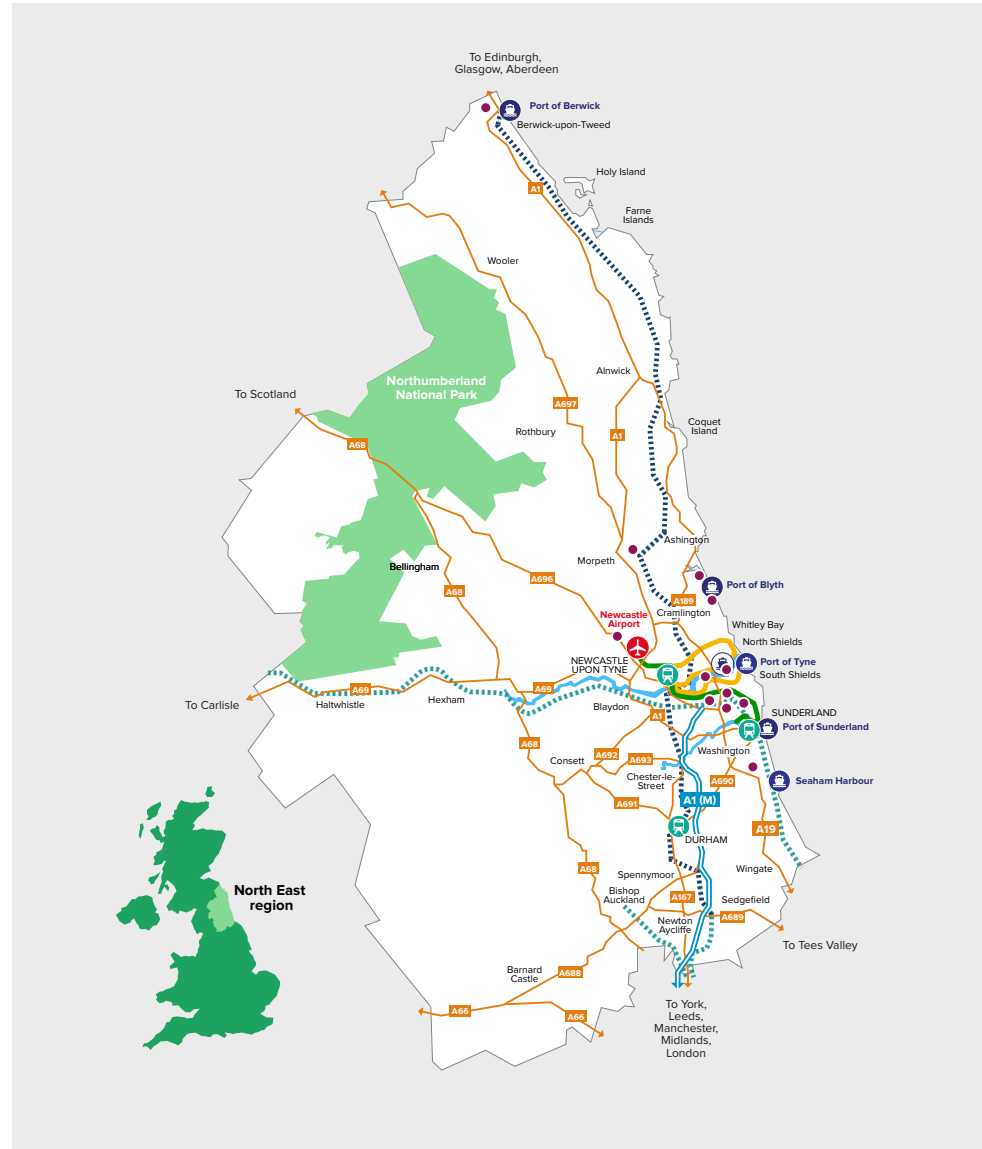 To Edinburgh,
Glasgow, Aberdeen
Port of Berwick
Berwick-upon-Tweed
Holy Island
A1
Farne
Islands
Wooler
Alnwick
Northumberland
National Park
To Scotland
A697
Coquet
Island
Rothbury
A1
A68
Ashington
Morpeth
Bellingham
A696
Port of Blyth
A68
A189
Cramlington
Newcastle
Airport
Whitley Bay
North Shields
NEWCASTLE
UPON TYNE
Port of Tyne
South Shields
A69
A69
Hexham
To Carlisle
Haltwhistle
Blaydon
A1
SUNDERLAND
Port of Sunderland
A68
Washington
A692
A693
Consett
Chester-le-
Street
A690
Seaham Harbour
A1 (M)
A691
A19
DURHAM
A68
Wingate
Spennymoor
North East
region
Bishop
Auckland
A167
Sedgefield
A689
Newton
Aycliffe
To Tees Valley
Barnard
Castle
A688
A66
A66
To York,
Leeds,
Manchester,
Midlands,
London